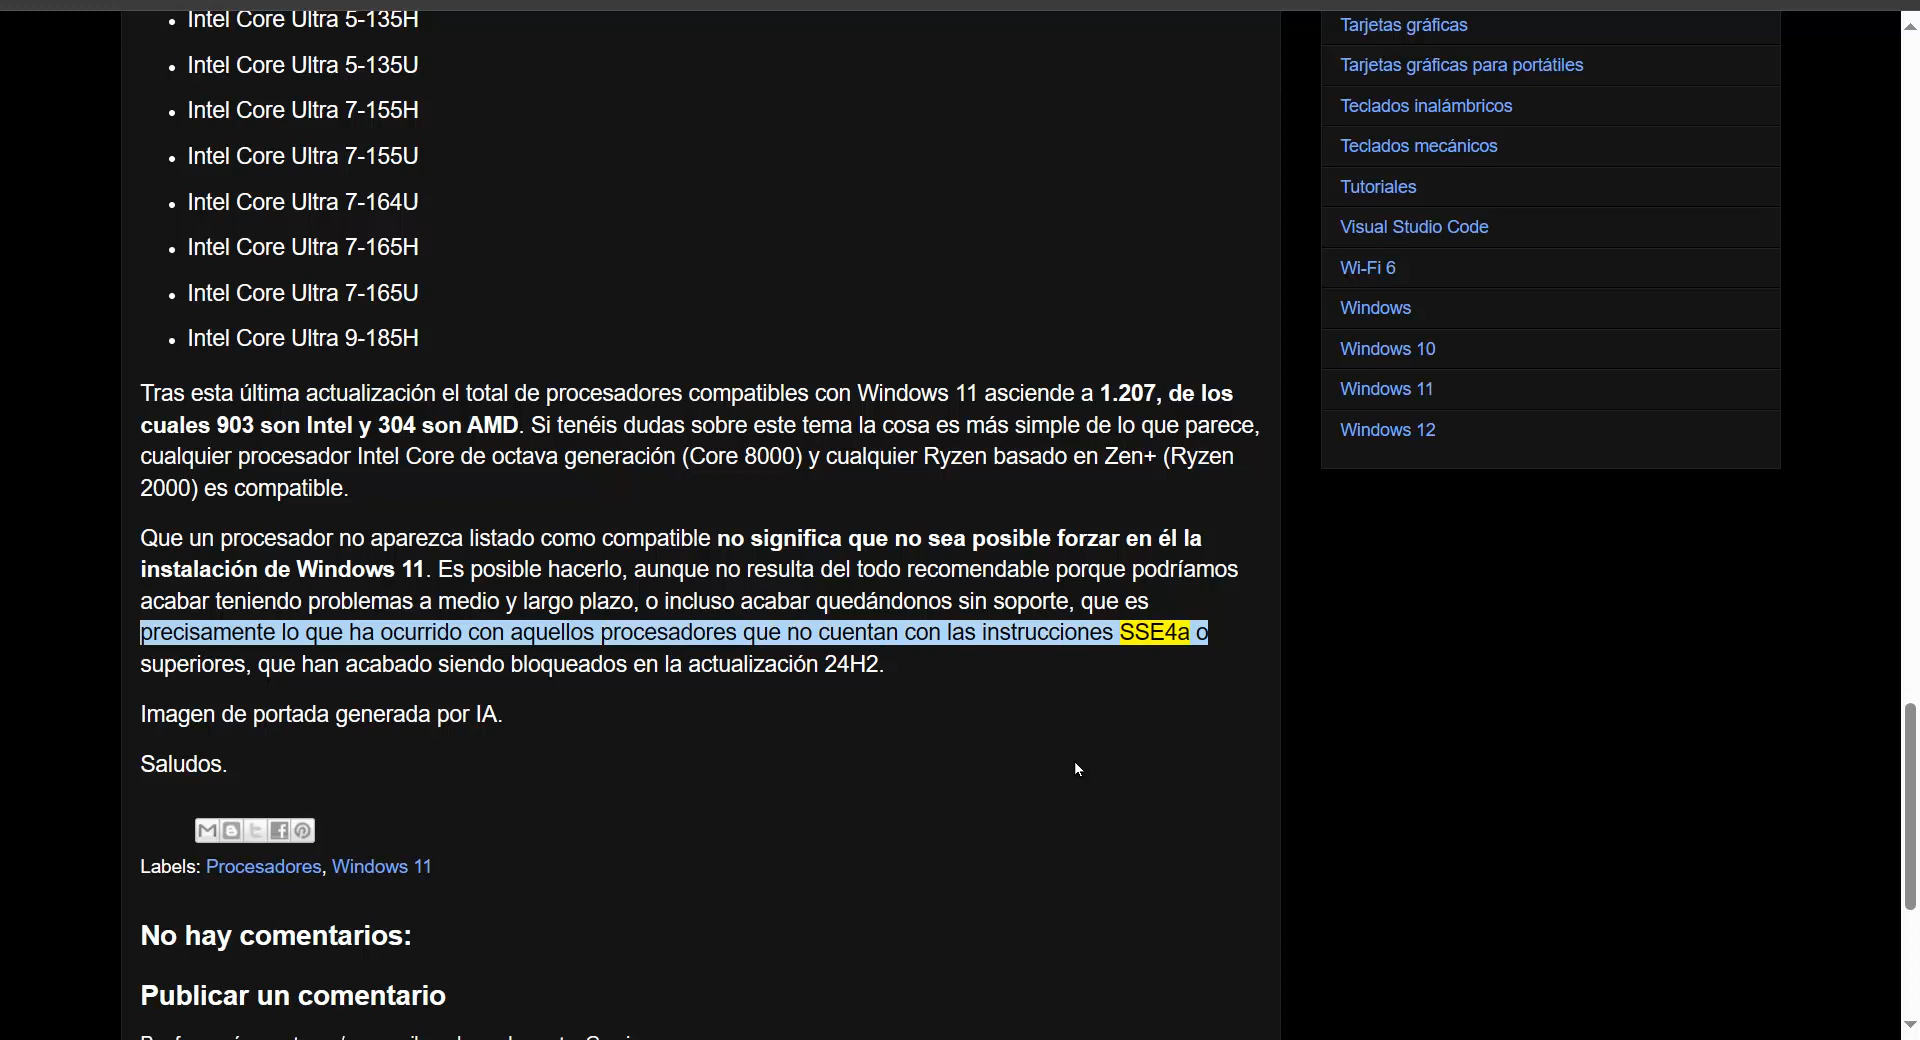 Intel Core Ultra 5-135H
Intel Core Ultra 5-135U
Intel Core Ultra 7-155H
Intel Core Ultra 7-155U
Intel Core Ultra 7-164U
Intel Core Ultra 7-165H
Intel Core Ultra 7-165U
Intel Core Ultra 9-185H
Tras esta última actualización el total de procesadores compatibles con Windows 11 asciende a 1.207, de los
cuales 903 son Intel y 304 son AMD. Si tenéis dudas sobre este tema la cosa es más simple de lo que parece,
cualquier procesador Intel Core de octava generación (Core 8000) y cualquier Ryzen basado en Zen+ (Ryzen
2000) es compatible.
Que un procesador no aparezca listado como compatible no significa que no sea posible forzar en él la
instalación de Windows 11. Es posible hacerlo, aunque no resulta del todo recomendable porque podríamos
acabar teniendo problemas a medio y largo plazo, o incluso acabar quedándonos sin soporte, que es
precisamente lo que ha ocurrido con aquellos procesadores que no cuentan con las instrucciones SSE4a o
superiores, que han acabado siendo bloqueados en la actualización 24H2.
Imagen de portada generada por IA.
Saludos.
Labels: Procesadores, Windows 11
No hay comentarios:
Publicar un comentario
Tarjetas gráficas
Tarjetas gráficas para portátiles
Teclados inalámbricos
Teclados mecánicos
Tutoriales
Visual Studio Code
Wi-Fi 6
Windows
Windows 10
Windows 11
Windows 12